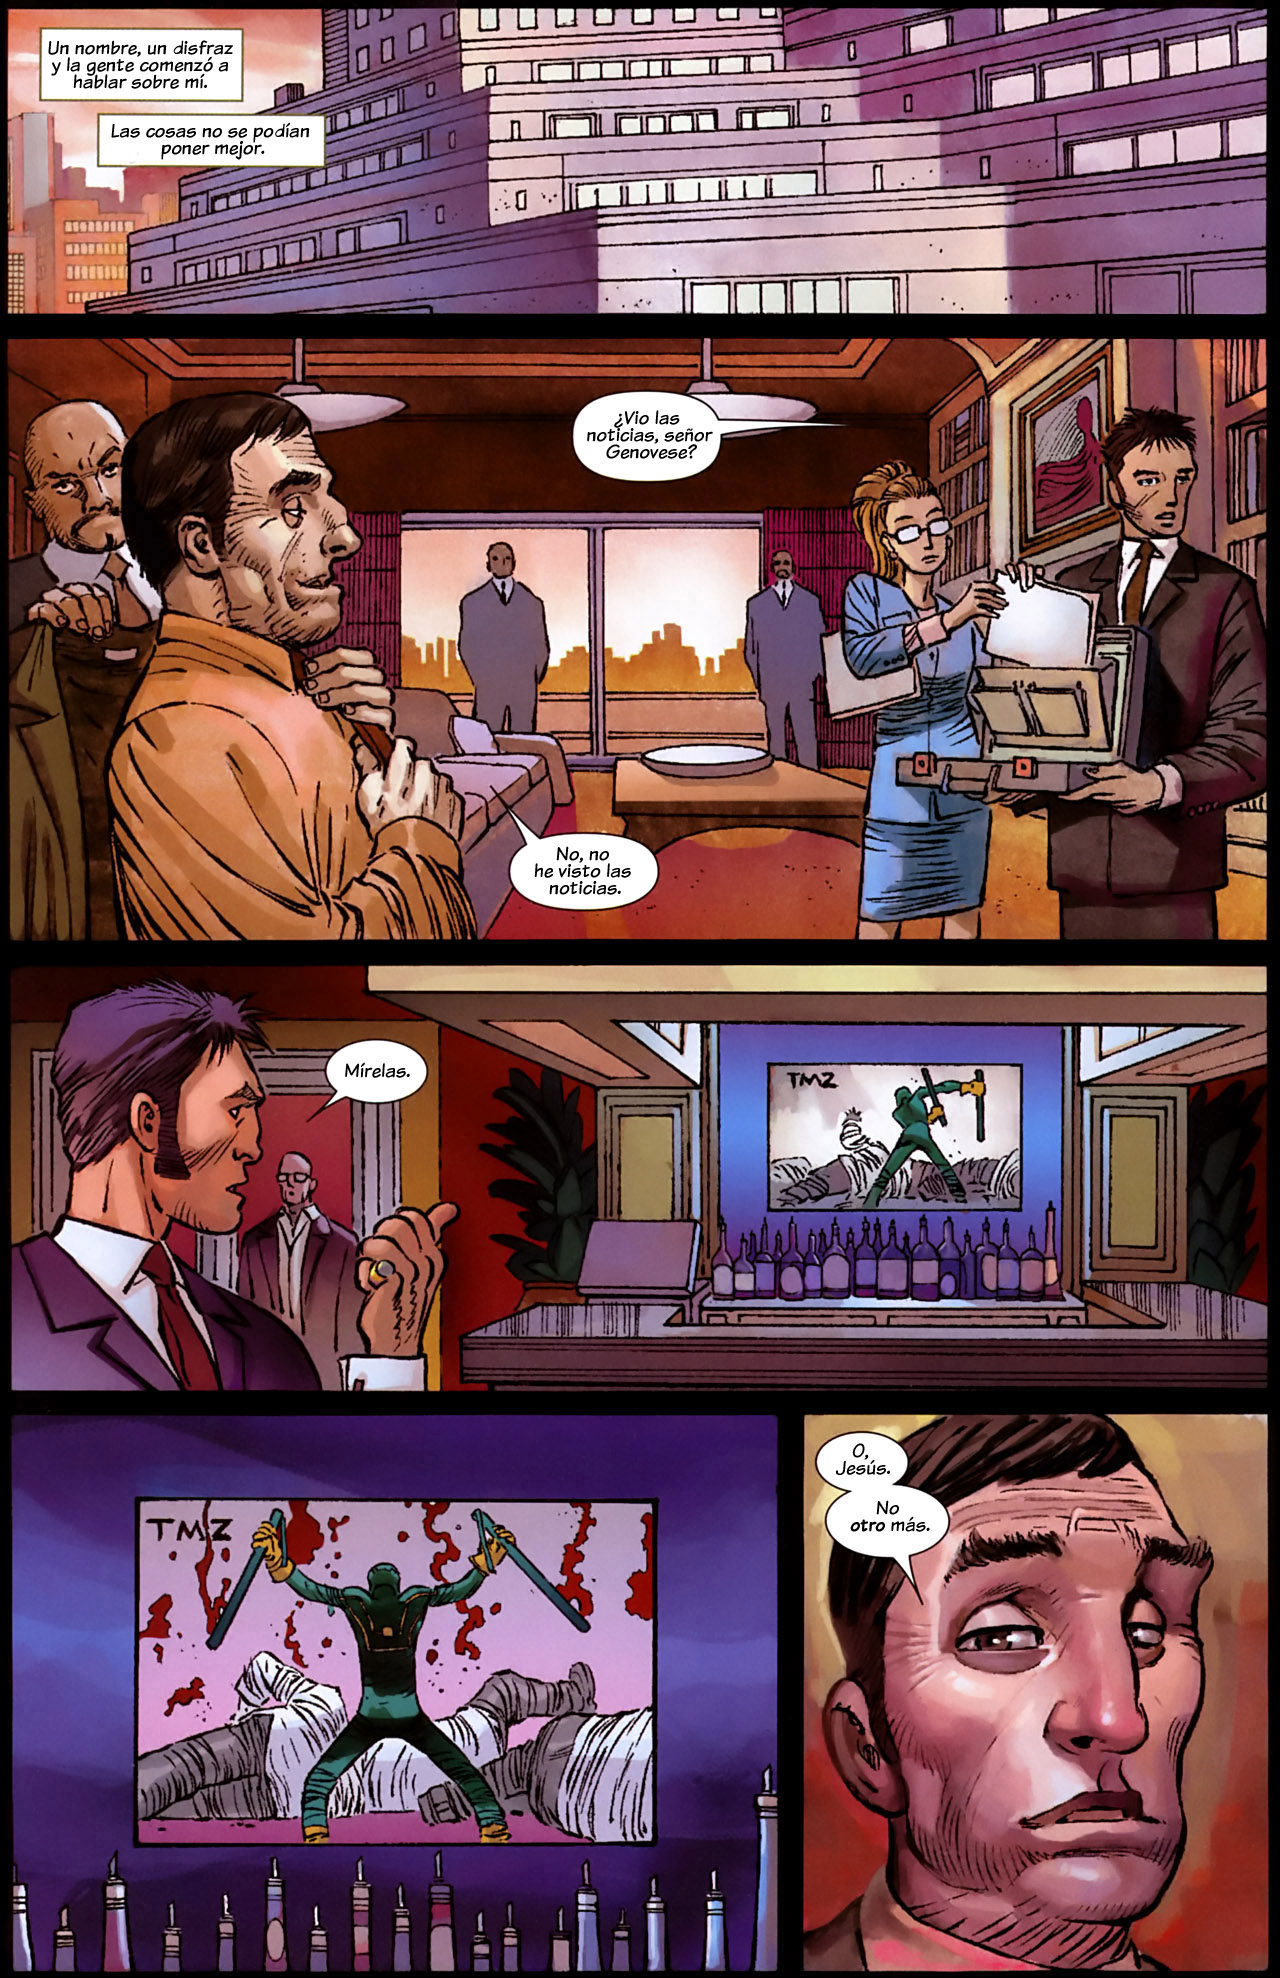 Un nombre, un disfraz
y la gente comenzó a
hablar sobre mí.
Las cosas no se podían
poner mejor.
¿Vio las
noticias, señor
Genovese?
No, no
he visto las
noticias.
Mírelas.
TMZ
TMZ
O,
Jesús.
No
otro más.